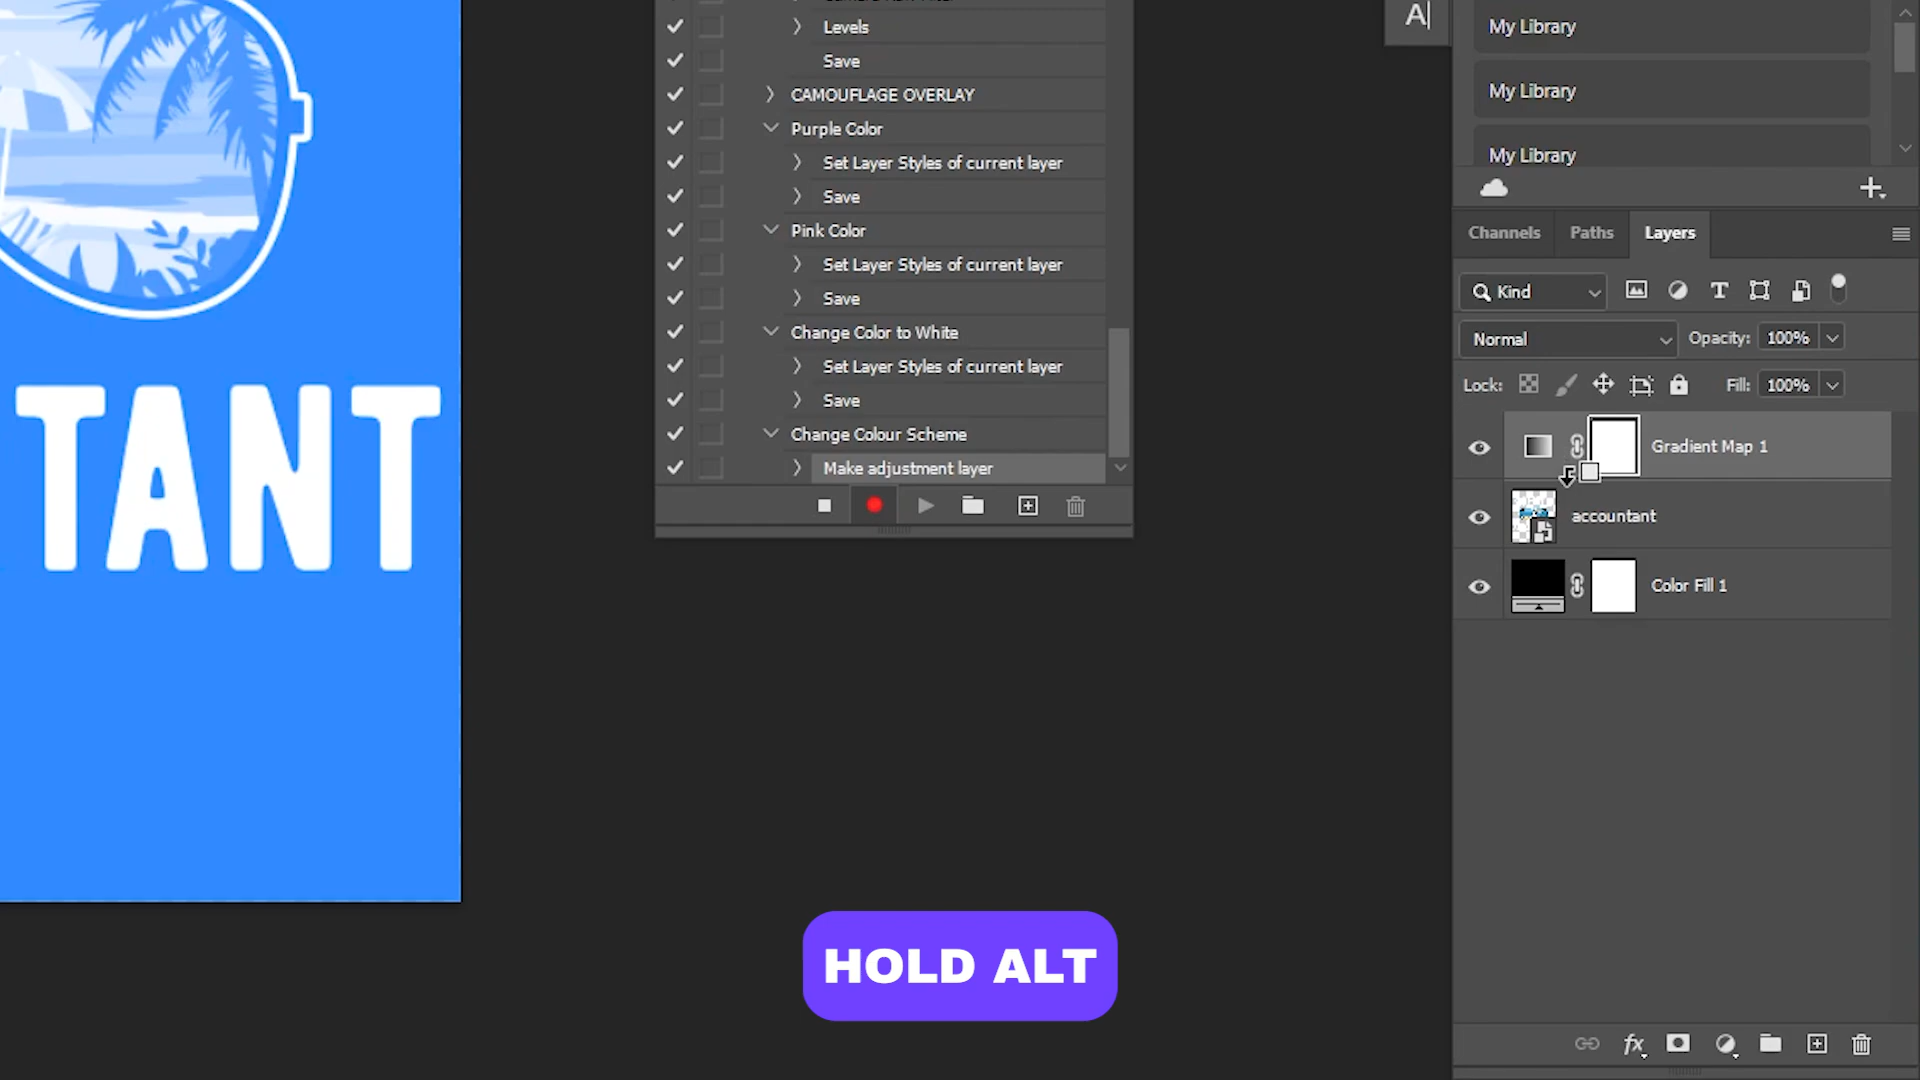 Levels
Save
CAMOUFLAGE OVERLAY
Purple Color
Set Layer Styles of current layer
Save
Pink Color
Set Layer Styles of current layer
Save
Change Color to White
Set Layer Styles of current layer
Save
Change Colour Scheme
Make adjustment layer
TANT
HOLD ALT
A
My Library
My Library
My Library
Channels Paths Layers
Kind
Normal Opacity: 100%
Lock: Fill: 100%
Gradient Map 1
accountant
Color Fill 1
fx